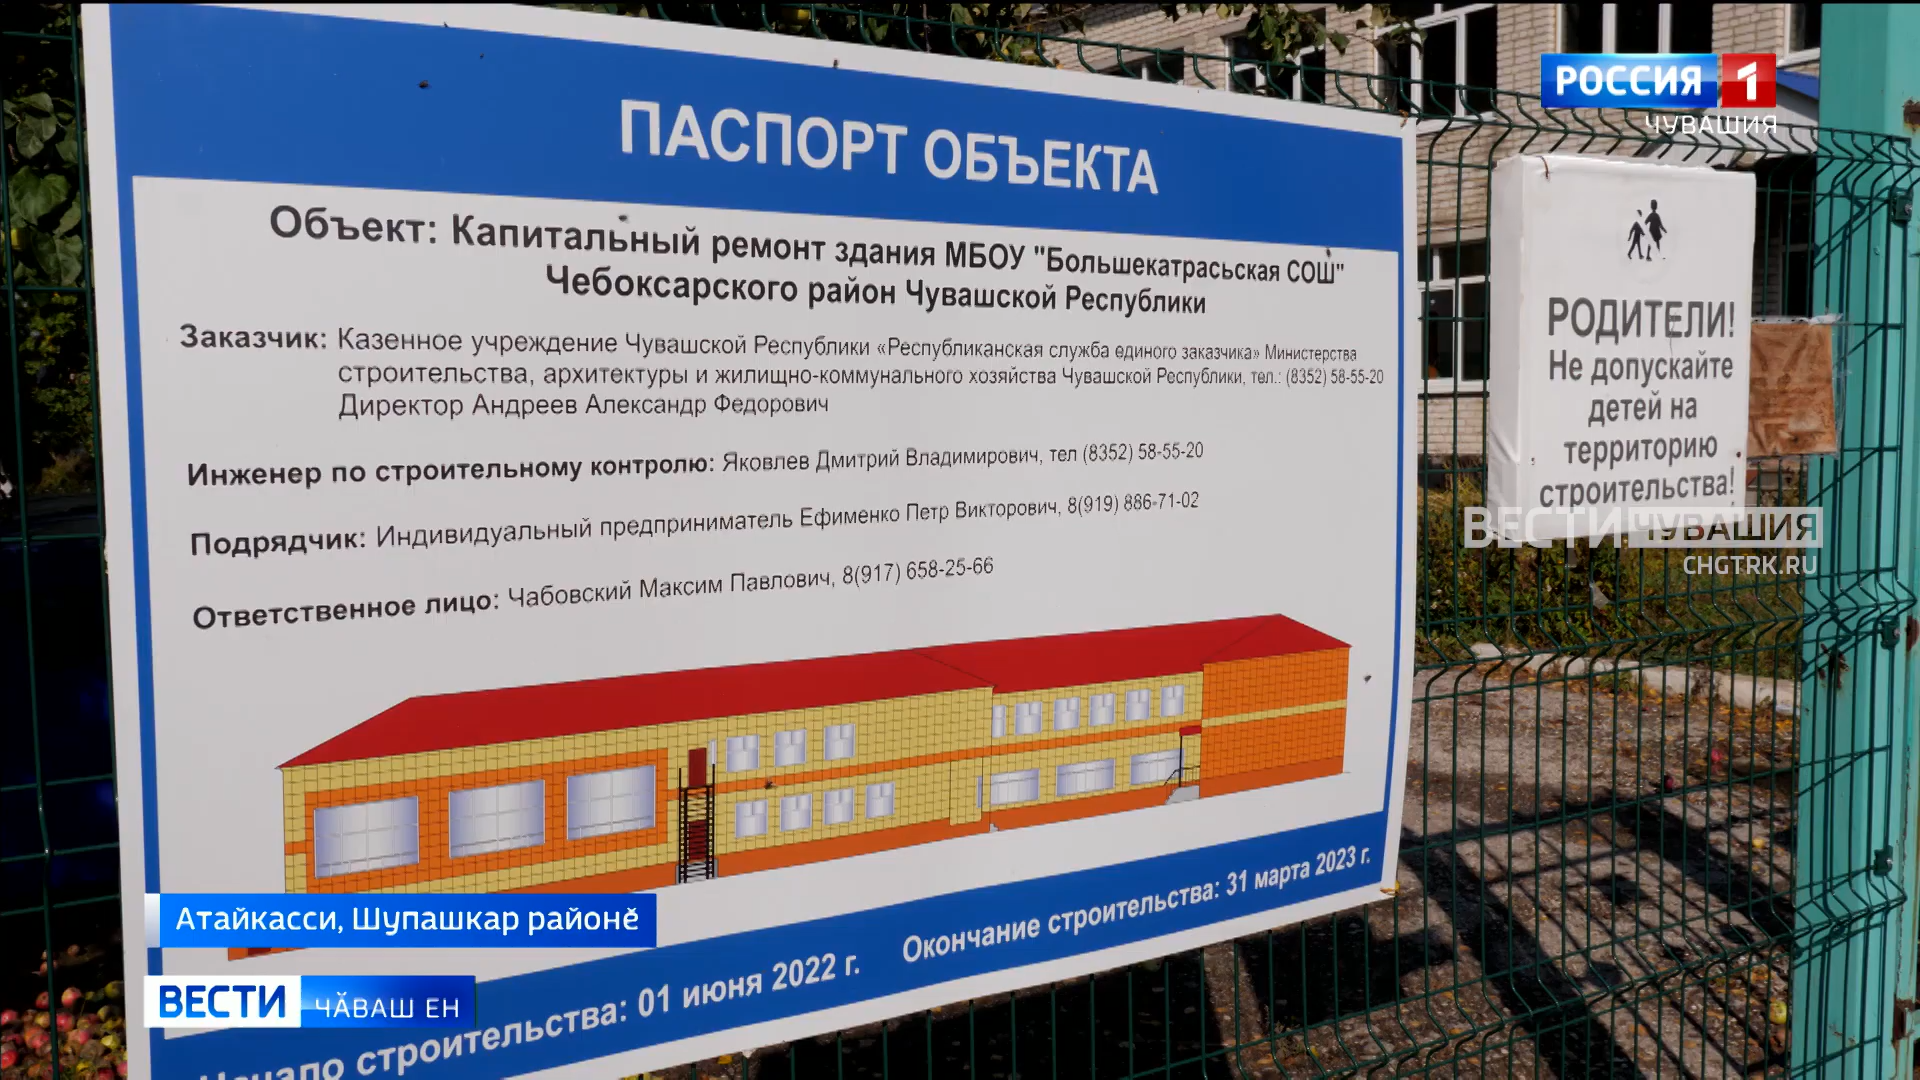 ПАСПОРТ ОБЪЕКТА
Объект: Капитальный ремонт здания МБОУ "Большекатрасьская СОШ"
Чебоксарского район Чувашской Республики
Заказчик: Казенное учреждение Чувашской Республики «Республиканская служба единого заказчика» Министерства
строительства, архитектуры и жилищно-коммунального хозяйства Чувашской Республики, тел.: (8352) 58-55-20
Директор Андреев Александр Федорович
Инженер по строительному контролю: Яковлев Дмитрий Владимирович, тел (8352) 58-55-20
Подрядчик: Индивидуальный предприниматель Ефименко Петр Викторович, 8(919) 886-71-02
Ответственное лицо: Чабовский Максим Павлович, 8(917) 658-25-66
Начало строительства: 01 июня 2022 г.
Окончание строительства: 31 марта 2023 г.
РОССИЯ 1
ЧУВАШИЯ
РОДИТЕЛИ!
Не допускайте
детей на
территорию
строительства!
ВЕСТИ ЧУВАШИЯ
CHGTRK.RU
Атайкасси, Шупашкар районĕ
ВЕСТИ ЧĂВАШ ЕН